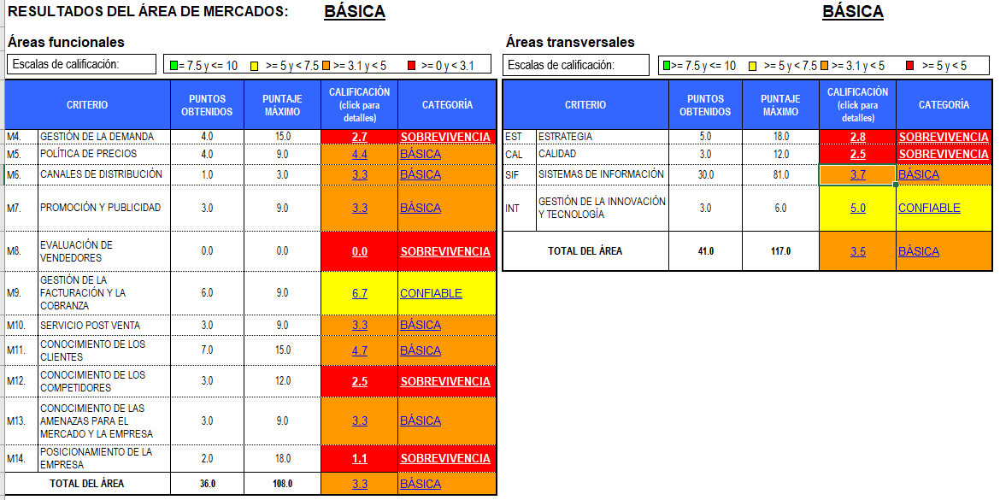 RESULTADOS DEL ÁREA DE MERCADOS: BÁSICA BÁSICA
Áreas funcionales
Escalas de calificación: = 7.5 y <= 10 >= 5 y < 7.5 >= 3.1 y < 5 >= 0 y < 3.1
CRITERIO PUNTOS OBTENIDOS PUNTAJE MÁXIMO CALIFICACIÓN (click para detalles) CATEGORÍA
M4. GESTIÓN DE LA DEMANDA 4.0 15.0 2.7 SOBREVIVENCIA
M5. POLÍTICA DE PRECIOS 4.0 9.0 4.4 BÁSICA
M6. CANALES DE DISTRIBUCIÓN 1.0 3.0 3.3 BÁSICA
M7. PROMOCIÓN Y PUBLICIDAD 3.0 9.0 3.3 BÁSICA
M8. EVALUACIÓN DE VENDEDORES 0.0 0.0 0.0 SOBREVIVENCIA
M9. GESTIÓN DE LA FACTURACIÓN Y LA COBRANZA 6.0 9.0 6.7 CONFIABLE
M10. SERVICIO POST VENTA 3.0 9.0 3.3 BÁSICA
M11. CONOCIMIENTO DE LOS CLIENTES 7.0 15.0 4.7 BÁSICA
M12. CONOCIMIENTO DE LOS COMPETIDORES 3.0 12.0 2.5 SOBREVIVENCIA
M13. CONOCIMIENTO DE LAS AMENAZAS PARA EL MERCADO Y LA EMPRESA 3.0 9.0 3.3 BÁSICA
M14. POSICIONAMIENTO DE LA EMPRESA 2.0 18.0 1.1 SOBREVIVENCIA
TOTAL DEL ÁREA 36.0 108.0 3.3 BÁSICA
Áreas transversales
Escalas de calificación: >= 7.5 y <= 10 >= 5 y < 7.5 >= 3.1 y < 5 >= 5 y < 5
CRITERIO PUNTOS OBTENIDOS PUNTAJE MÁXIMO CALIFICACIÓN (click para detalles) CATEGORÍA
EST ESTRATEGIA 5.0 18.0 2.8 SOBREVIVENCIA
CAL CALIDAD 3.0 12.0 2.5 SOBREVIVENCIA
SIF SISTEMAS DE INFORMACIÓN 30.0 81.0 3.7 BÁSICA
INT GESTIÓN DE LA INNOVACIÓN Y TECNOLOGÍA 3.0 6.0 5.0 CONFIABLE
TOTAL DEL ÁREA 41.0 117.0 3.5 BÁSICA